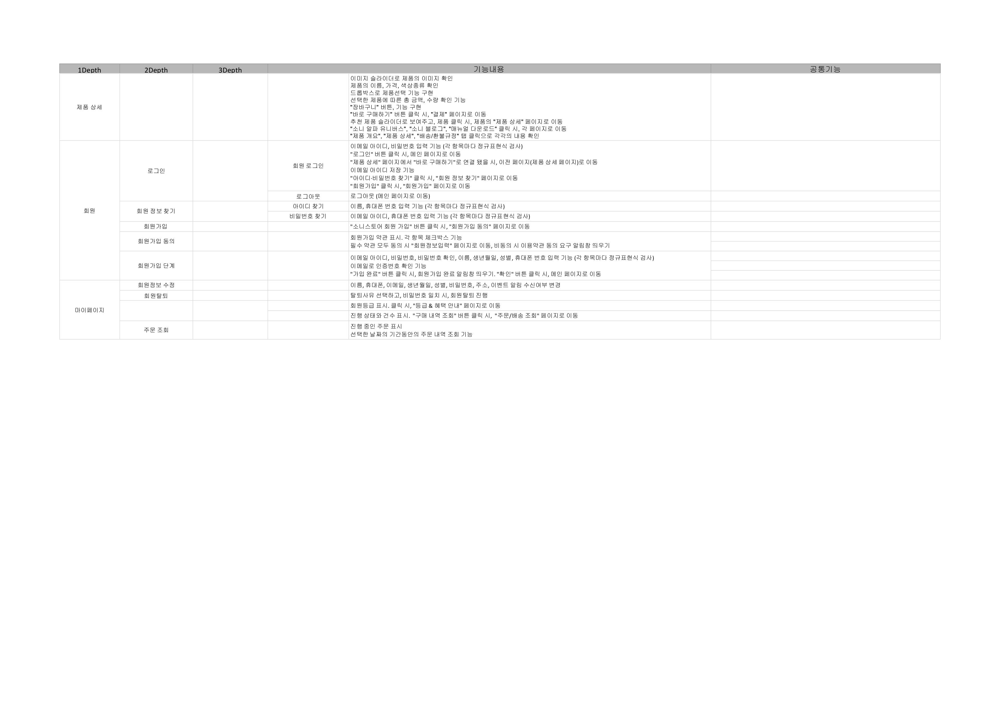 1Depth 2Depth 3Depth 기능내용 공통기능
제품 상세
이미지 슬라이더로 제품의 이미지 확인
제품의 이름, 가격, 색상종류 확인
드롭박스로 제품선택 기능 구현
선택한 제품에 따른 총 금액, 수량 확인 기능
"장바구니" 버튼, 기능 구현
"바로 구매하기" 버튼 클릭 시, "결제" 페이지로 이동
추천 제품 슬라이더로 보여주고, 제품 클릭 시, 제품의 "제품 상세" 페이지로 이동
"소니 알파 유니버스", "소니 블로그", "매뉴얼 다운로드" 클릭 시, 각 페이지로 이동
"제품 개요", "제품 상세", "배송/환불규정" 탭 클릭으로 각각의 내용 확인
회원
로그인
회원 로그인
이메일 아이디, 비밀번호 입력 기능 (각 항목마다 정규표현식 검사)
"로그인" 버튼 클릭 시, 메인 페이지로 이동
"제품 상세" 페이지에서 "바로 구매하기"로 연결 됐을 시, 이전 페이지(제품 상세 페이지)로 이동
이메일 아이디 저장 기능
"아이디·비밀번호 찾기" 클릭 시, "회원 정보 찾기" 페이지로 이동
"회원가입" 클릭 시, "회원가입" 페이지로 이동
로그아웃 로그아웃 (메인 페이지로 이동)
회원 정보 찾기
아이디 찾기 이름, 휴대폰 번호 입력 기능 (각 항목마다 정규표현식 검사)
비밀번호 찾기 이메일 아이디, 휴대폰 번호 입력 기능 (각 항목마다 정규표현식 검사)
회원가입 "소니스토어 회원 가입" 버튼 클릭 시, "회원가입 동의" 페이지로 이동
회원가입 동의
회원가입 약관 표시. 각 항목 체크박스 기능
필수 약관 모두 동의 시 "회원정보입력" 페이지로 이동, 비동의 시 이용약관 동의 요구 알림창 띄우기
회원가입 단계
이메일 아이디, 비밀번호, 비밀번호 확인, 이름, 생년월일, 성별, 휴대폰 번호 입력 기능 (각 항목마다 정규표현식 검사)
이메일로 인증번호 확인 기능
"가입 완료" 버튼 클릭 시, 회원가입 완료 알림창 띄우기. "확인" 버튼 클릭 시, 메인 페이지로 이동
마이페이지
회원정보 수정 이름, 휴대폰, 이메일, 생년월일, 성별, 비밀번호, 주소, 이벤트 알림 수신여부 변경
회원탈퇴 탈퇴사유 선택하고, 비밀번호 일치 시, 회원탈퇴 진행
회원등급 표시. 클릭 시, "등급 & 혜택 안내" 페이지로 이동
진행 상태와 건수 표시. "구매 내역 조회" 버튼 클릭 시, "주문/배송 조회" 페이지로 이동
주문 조회
진행 중인 주문 표시
선택한 날짜의 기간동안의 주문 내역 조회 기능